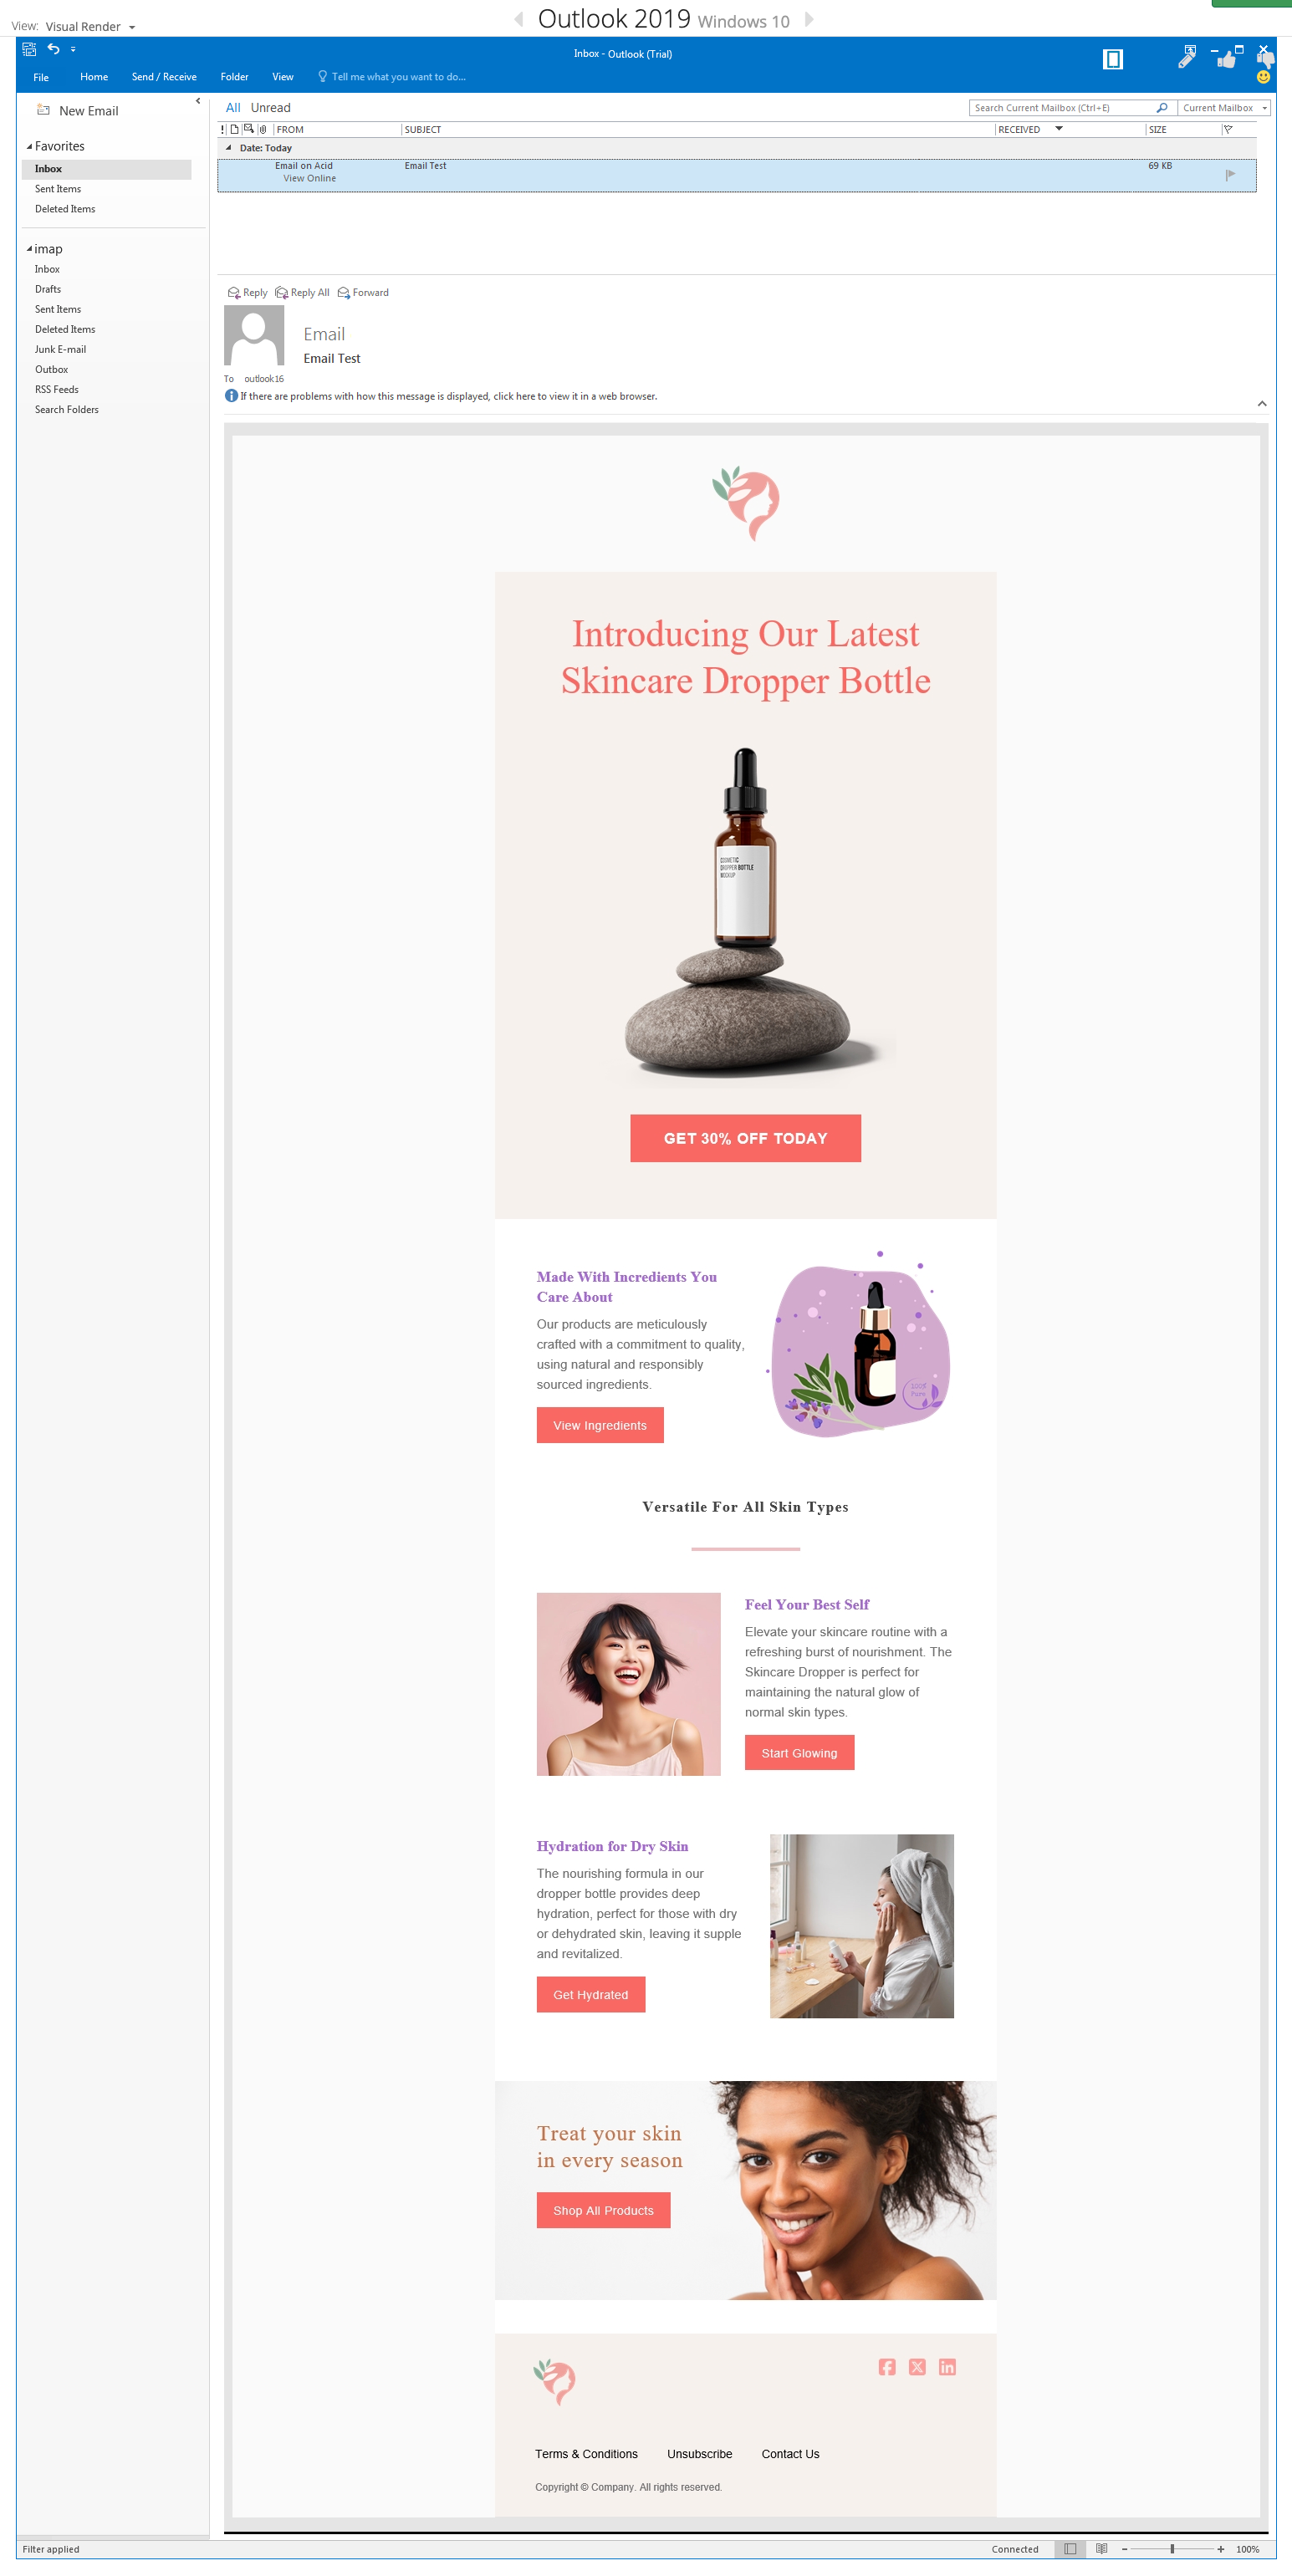 View: Visual Render
Outlook 2019 Windows 10
Inbox - Outlook (Trial)
File Home Send / Receive Folder View Tell me what you want to do...
New Email
Favorites
Inbox
Sent Items
Deleted Items
imap
Inbox
Drafts
Sent Items
Deleted Items
Junk E-mail
Outbox
RSS Feeds
Search Folders
All Unread
Search Current Mailbox (Ctrl+E) Current Mailbox
! FROM SUBJECT RECEIVED SIZE
Date: Today
Email on Acid Email Test 69 KB
View Online
Reply Reply All Forward
Email
Email Test
To outlook16
If there are problems with how this message is displayed, click here to view it in a web browser.
Introducing Our Latest
Skincare Dropper Bottle
COSMETIC
DROPPER BOTTLE
MOCKUP
GET 30% OFF TODAY
Made With Incredients You
Care About
Our products are meticulously
crafted with a commitment to quality,
using natural and responsibly
sourced ingredients.
View Ingredients
100%
Pure
Versatile For All Skin Types
Feel Your Best Self
Elevate your skincare routine with a
refreshing burst of nourishment. The
Skincare Dropper is perfect for
maintaining the natural glow of
normal skin types.
Start Glowing
Hydration for Dry Skin
The nourishing formula in our
dropper bottle provides deep
hydration, perfect for those with dry
or dehydrated skin, leaving it supple
and revitalized.
Get Hydrated
Treat your skin
in every season
Shop All Products
Terms & Conditions Unsubscribe Contact Us
Copyright © Company. All rights reserved.
Filter applied Connected 100%